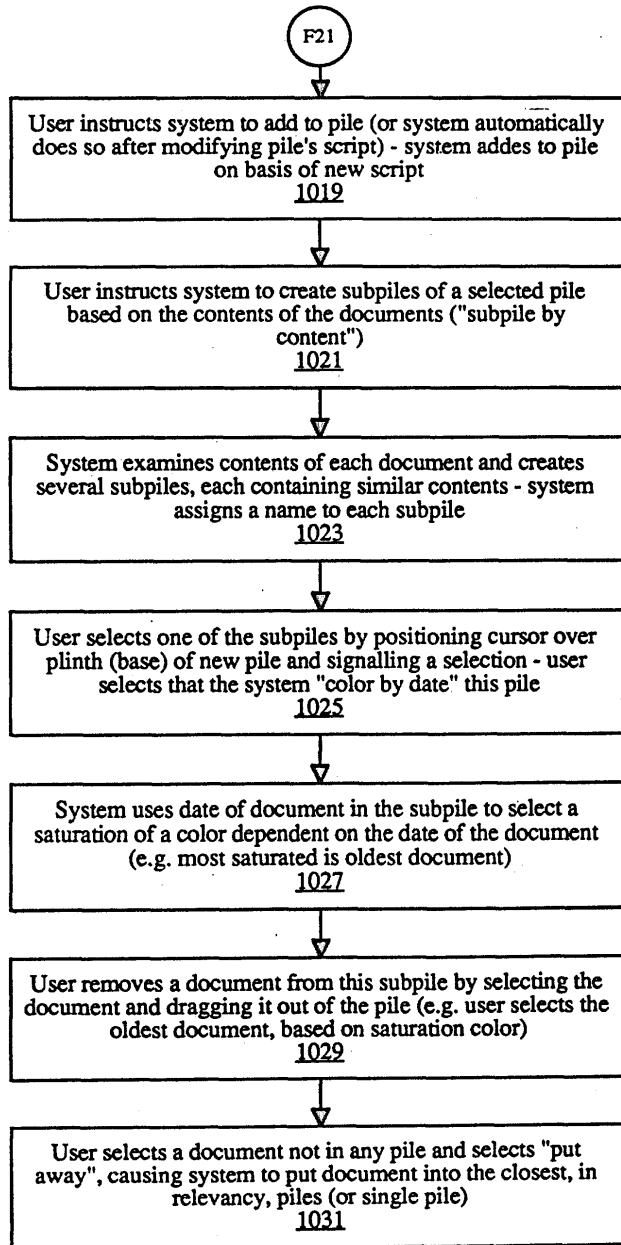 F21
User instructs system to add to pile (or system automatically
does so after modifying pile's script) - system addes to pile
on basis of new script
1019
User instructs system to create subpiles of a selected pile
based on the contents of the documents ("subpile by
content")
1021
System examines contents of each document and creates
several subpiles, each containing similar contents - system
assigns a name to each subpile
1023
User selects one of the subpiles by positioning cursor over
plinth (base) of new pile and signalling a selection - user
selects that the system "color by date" this pile
1025
System uses date of document in the subpile to select a
saturation of a color dependent on the date of the document
(e.g. most saturated is oldest document)
1027
User removes a document from this subpile by selecting the
document and dragging it out of the pile (e.g. user selects the
oldest document, based on saturation color)
1029
User selects a document not in any pile and selects "put
away", causing system to put document into the closest, in
relevancy, piles (or single pile)
1031